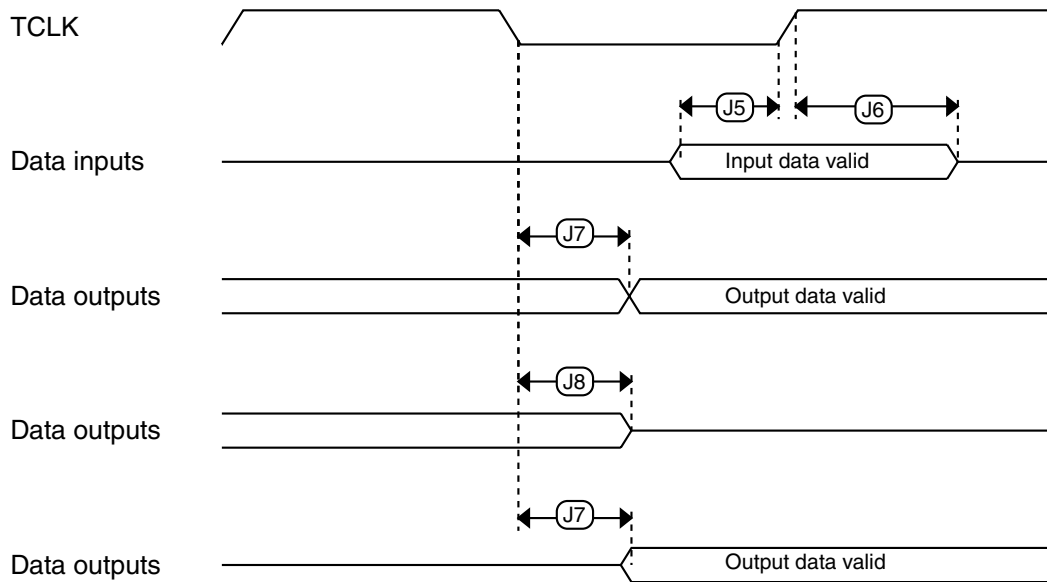 TCLK
J5
J6
Data inputs
Input data valid
J7
Data outputs
Output data valid
J8
Data outputs
J7
Data outputs
Output data valid